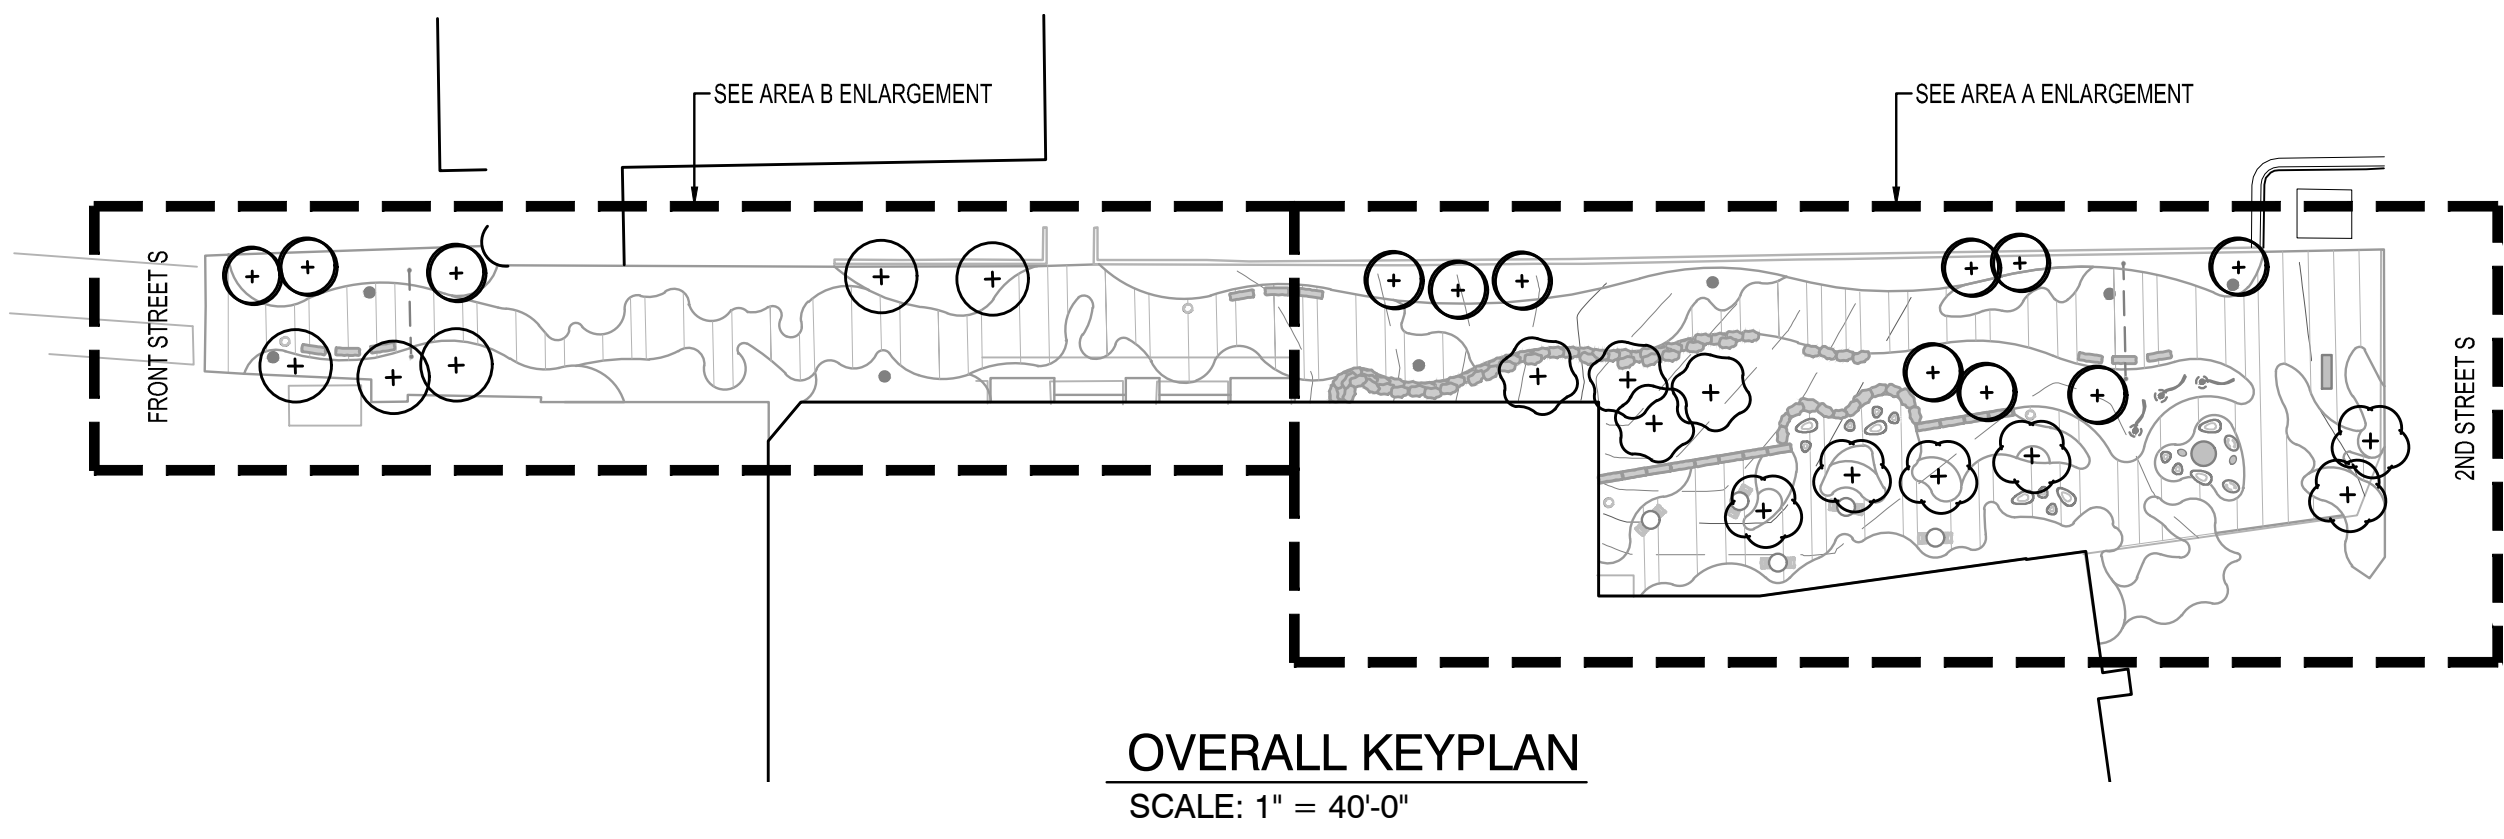 SEE AREA B ENLARGEMENT
SEE AREA A ENLARGEMENT
FRONT STREET S
2ND STREET S
OVERALL KEYPLAN
SCALE: 1" = 40'-0"